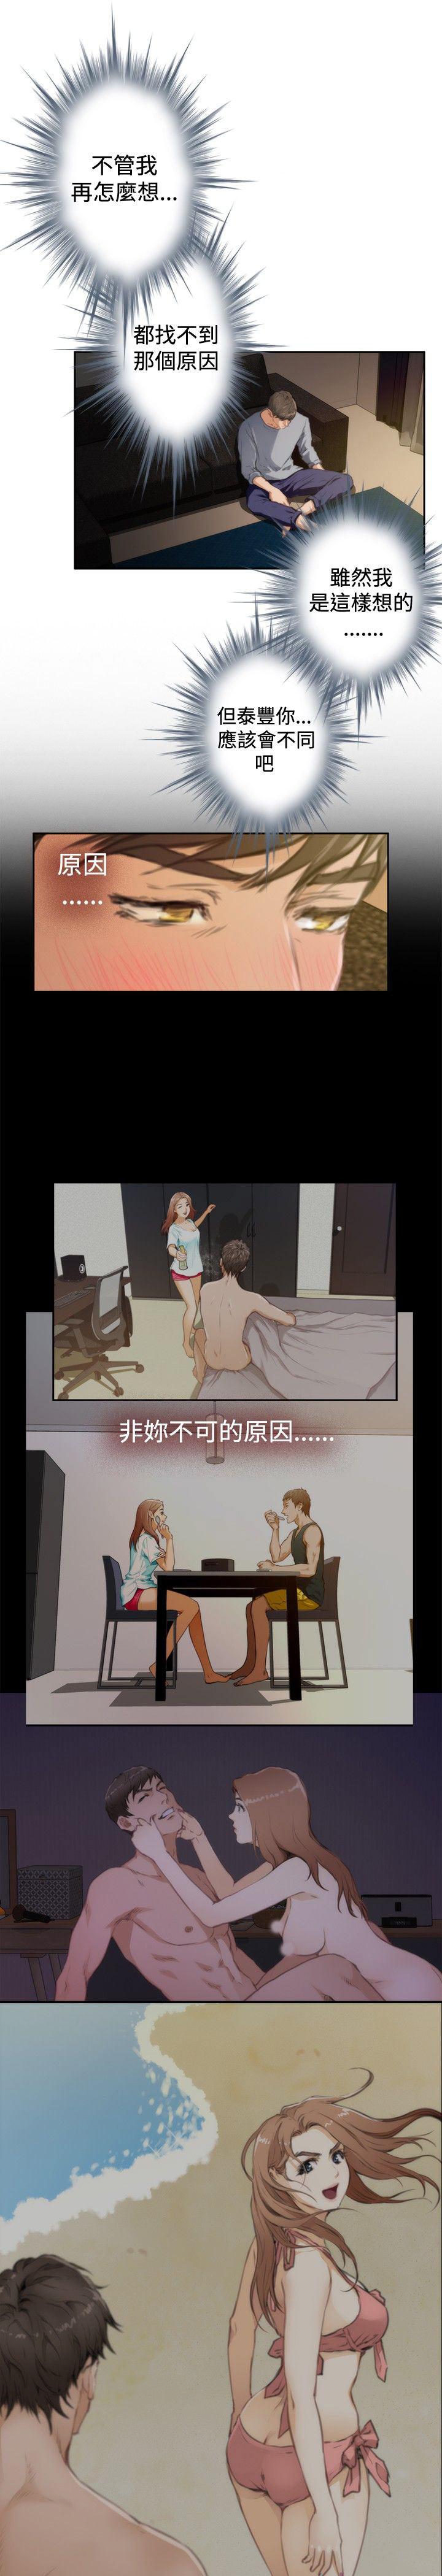 不管我
再怎麼想...
都找不到
那個原因
雖然我
是這樣想的
.......
但泰豐你...
應該會不同
吧
原因
......
非妳不可的原因......